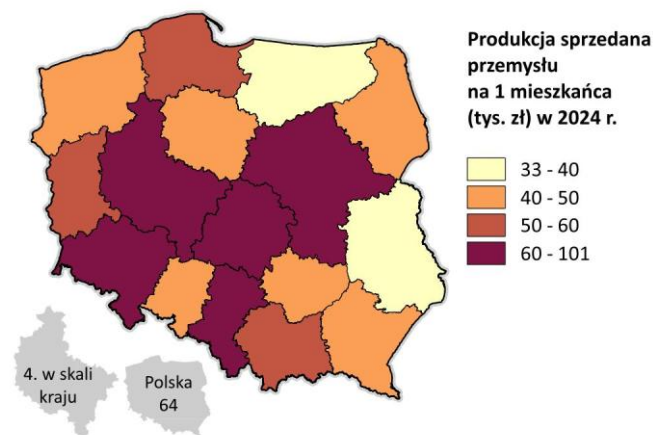 Produkcja sprzedana
przemysłu
na 1 mieszkańca
(tys. zł) w 2024 r.
33 - 40
40 - 50
50 - 60
60 - 101
4. w skali
kraju
Polska
64